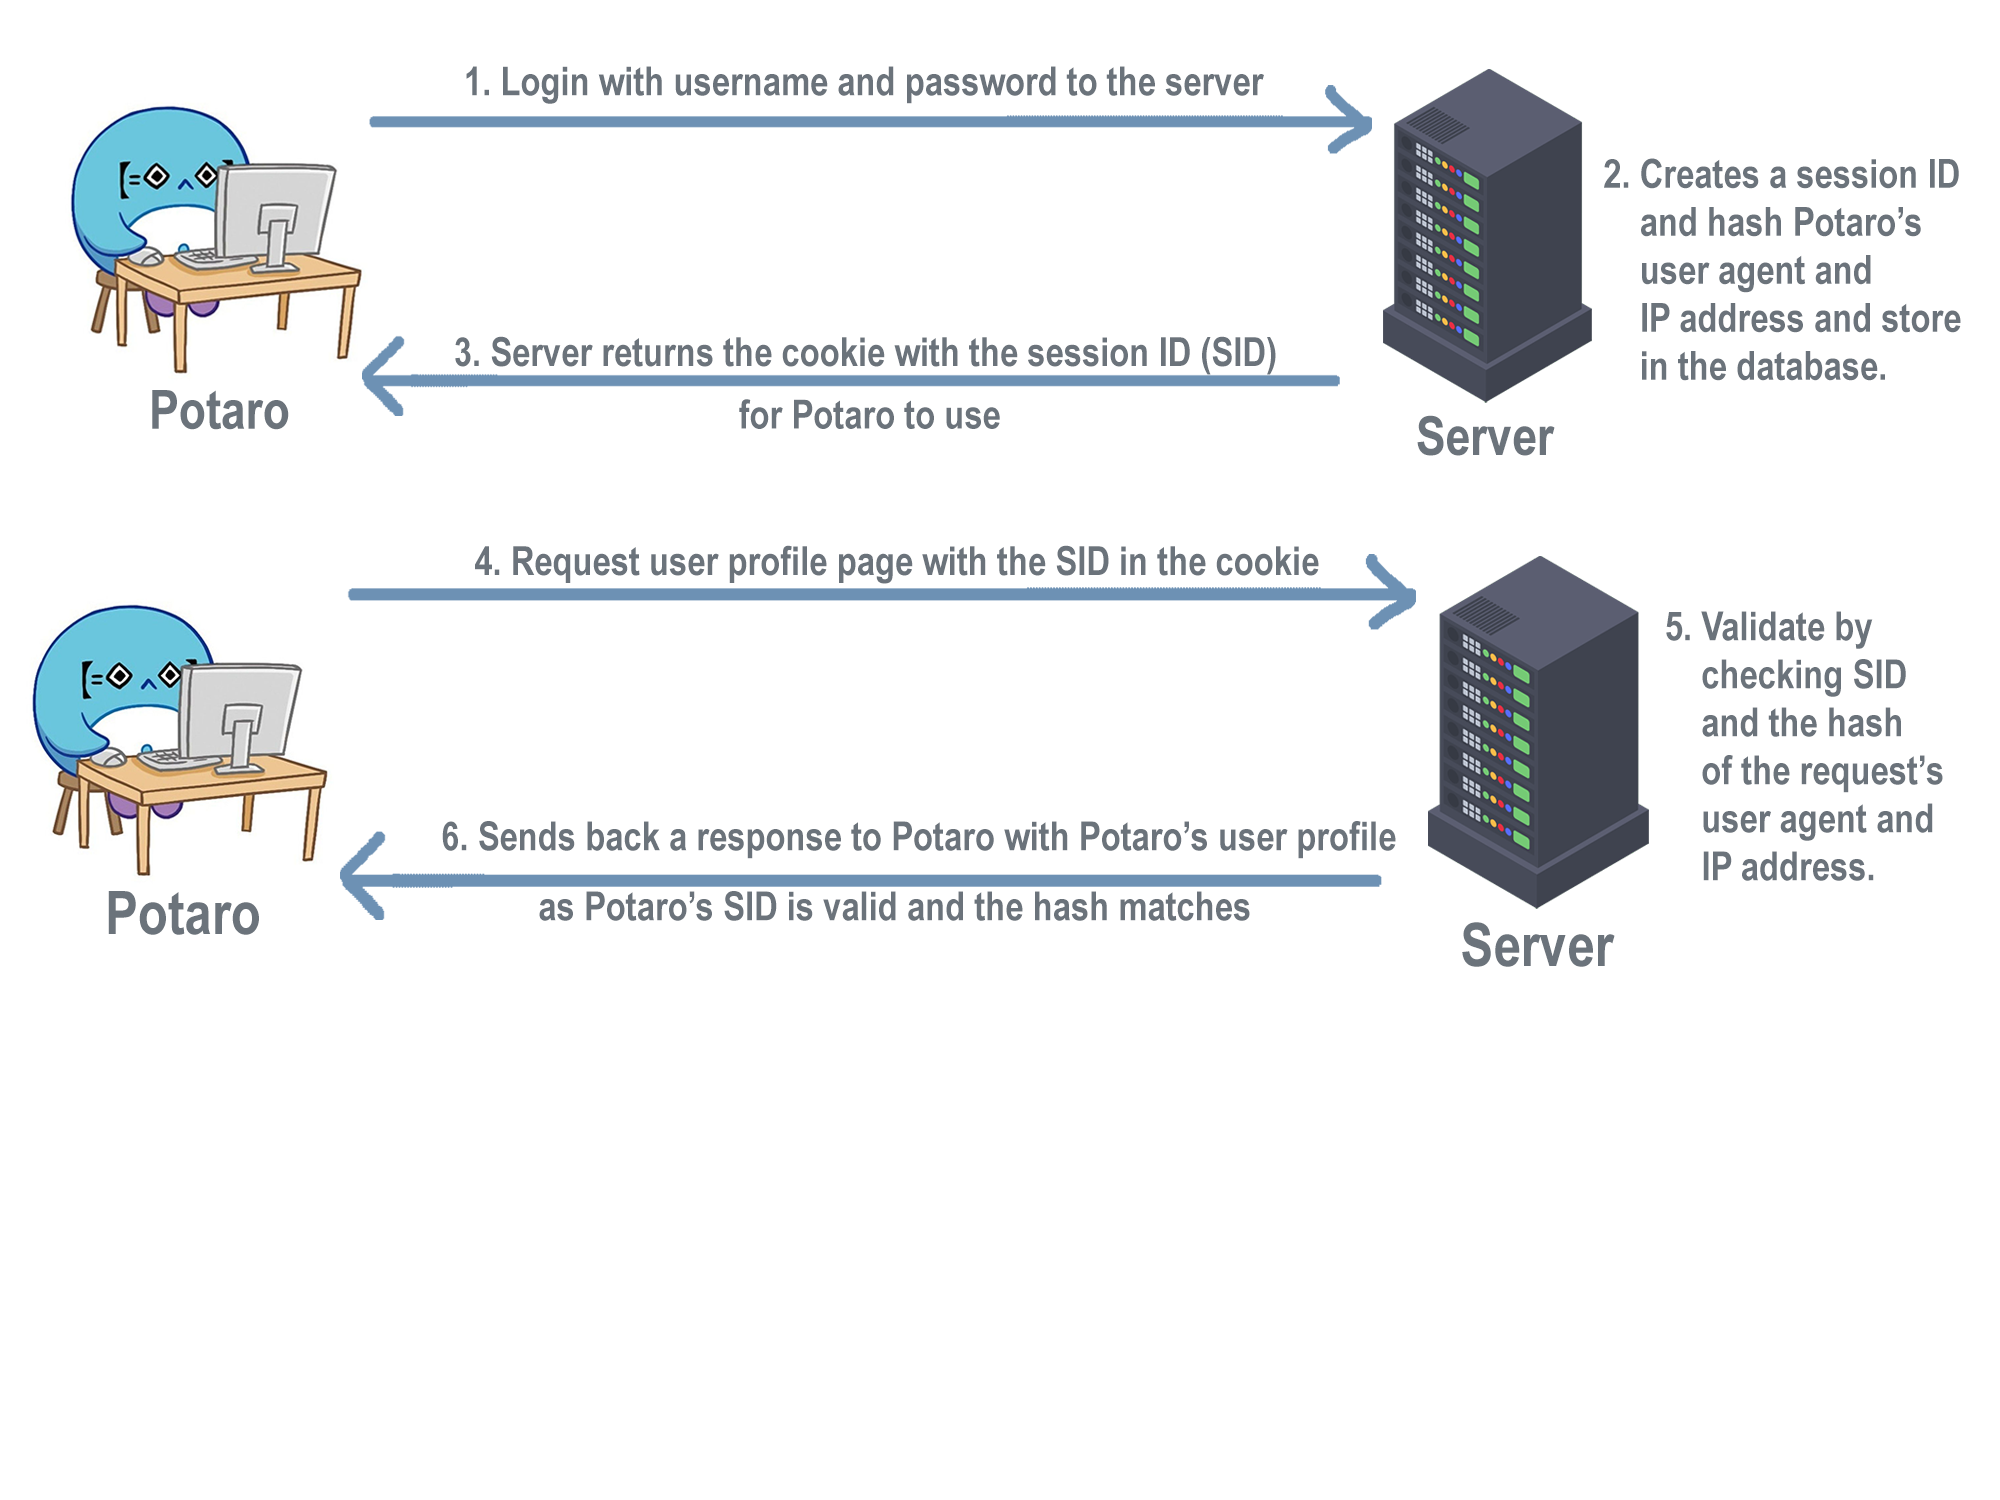 1. Login with username and password to the server
2. Creates a session ID
and hash Potaro’s
user agent and
IP address and store
in the database.
3. Server returns the cookie with the session ID (SID)
for Potaro to use
Potaro
Server
4. Request user profile page with the SID in the cookie
5. Validate by
checking SID
and the hash
of the request’s
user agent and
IP address.
6. Sends back a response to Potaro with Potaro’s user profile
as Potaro’s SID is valid and the hash matches
Potaro
Server